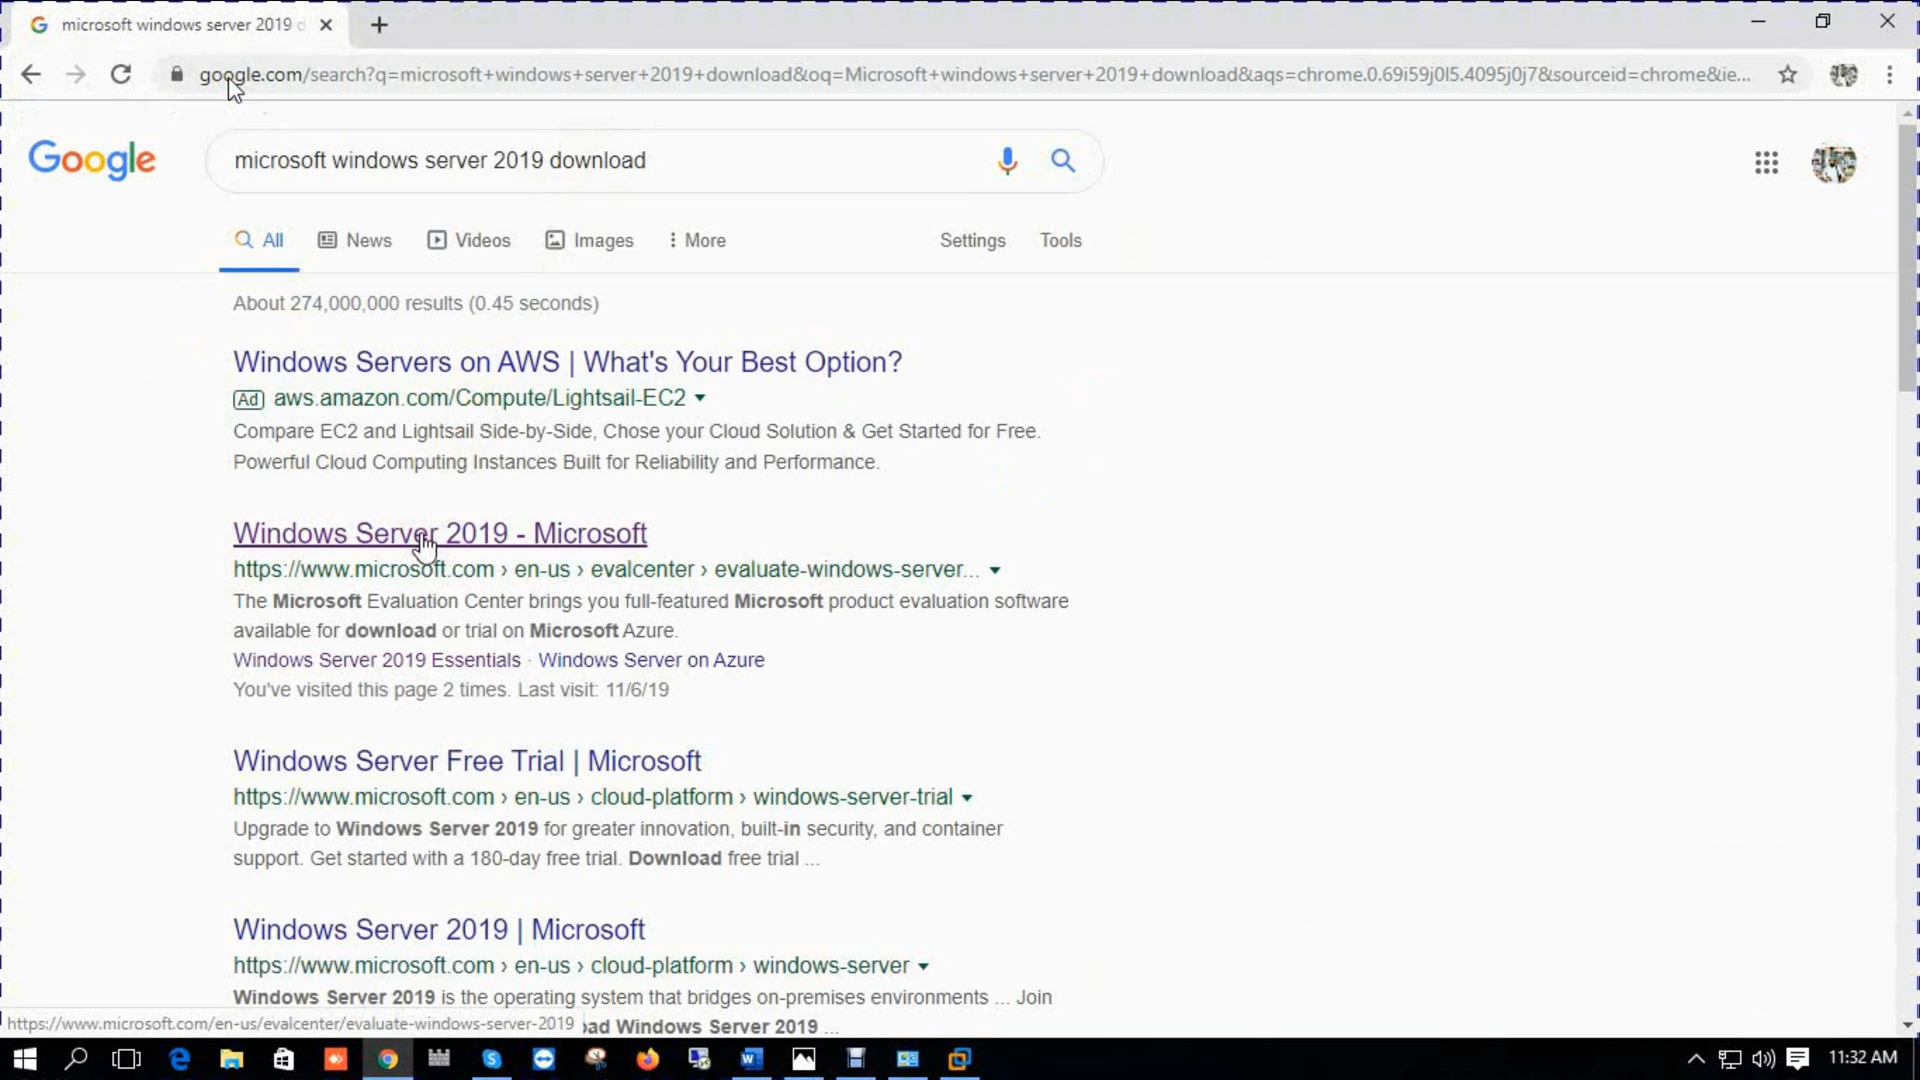 microsoft windows server 2019
google.com/search?q=microsoft+windows+server+2019+download&oq=Microsoft+windows+server+2019+download&aqs=chrome.0.69i59j0l5.4095j0j7&sourceid=chrome&ie...
Google
microsoft windows server 2019 download
All News Videos Images More Settings Tools
About 274,000,000 results (0.45 seconds)
Windows Servers on AWS | What's Your Best Option?
Ad aws.amazon.com/Compute/Lightsail-EC2
Compare EC2 and Lightsail Side-by-Side, Chose your Cloud Solution & Get Started for Free.
Powerful Cloud Computing Instances Built for Reliability and Performance.
Windows Server 2019 - Microsoft
https://www.microsoft.com › en-us › evalcenter › evaluate-windows-server...
The Microsoft Evaluation Center brings you full-featured Microsoft product evaluation software
available for download or trial on Microsoft Azure.
Windows Server 2019 Essentials · Windows Server on Azure
You've visited this page 2 times. Last visit: 11/6/19
Windows Server Free Trial | Microsoft
https://www.microsoft.com › en-us › cloud-platform › windows-server-trial
Upgrade to Windows Server 2019 for greater innovation, built-in security, and container
support. Get started with a 180-day free trial. Download free trial ...
Windows Server 2019 | Microsoft
https://www.microsoft.com › en-us › cloud-platform › windows-server
Windows Server 2019 is the operating system that bridges on-premises environments ... Join
https://www.microsoft.com/en-us/evalcenter/evaluate-windows-server-2019 ad Windows Server 2019 ...
11:32 AM